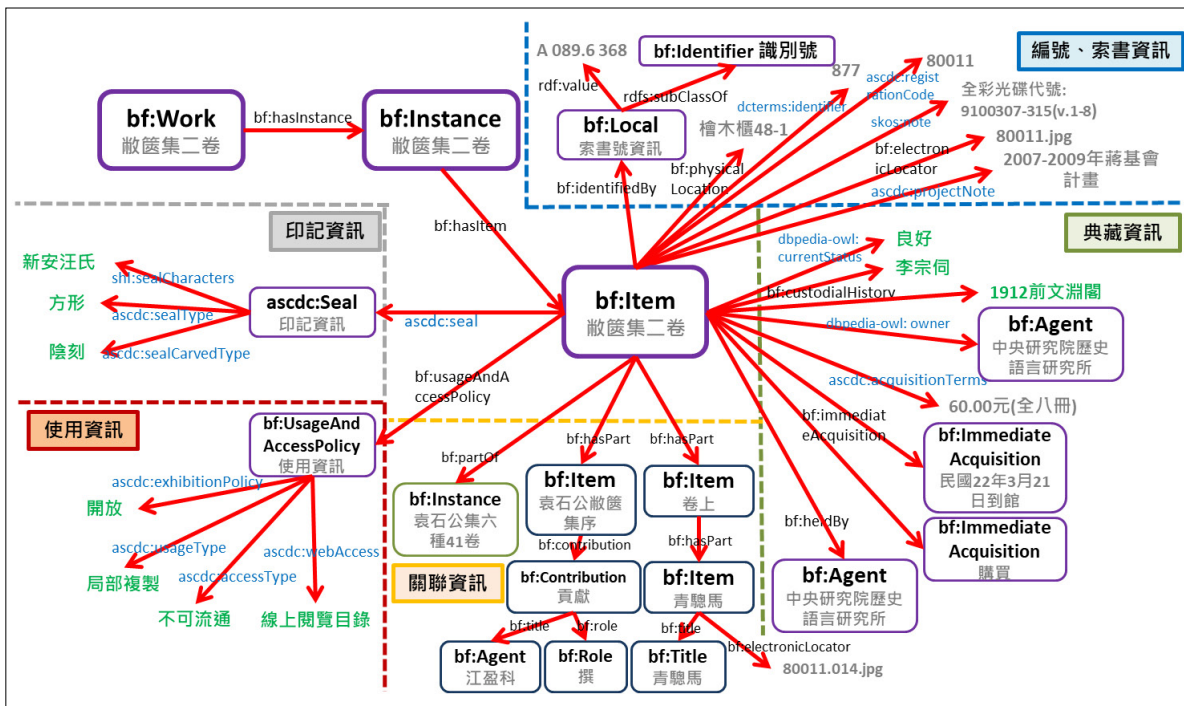 編號、索書資訊
A 089.6 368
bf:Identifier 識別號
rdf:value
rdfs:subClassOf
877
ascdc:regist
rationCode
80011
全彩光碟代號:
9100307-315(v.1-8)
dcterms:identifier
檜木櫃48-1
skos:note
bf:Local
索書號資訊
bf:electron
icLocator
80011.jpg
2007-2009年蔣基會
計畫
bf:identifiedBy
bf:physical
Location
ascdc:projectNote
bf:Work
敝篋集二卷
bf:hasInstance
bf:Instance
敝篋集二卷
bf:hasItem
印記資訊
新安汪氏
shl:sealCharacters
方形
ascdc:sealType
陰刻
ascdc:sealCarvedType
ascdc:Seal
印記資訊
ascdc:seal
bf:Item
敝篋集二卷
典藏資訊
dbpedia-owl:
currentStatus
良好
李宗侗
bf:custodialHistory
1912前文淵閣
dbpedia-owl: owner
bf:Agent
中央研究院歷史
語言研究所
ascdc:acquisitionTerms
60.00元(全八冊)
bf:immediat
eAcquisition
bf:Immediate
Acquisition
民國22年3月21
日到館
bf:Immediate
Acquisition
購買
bf:heldBy
bf:Agent
中央研究院歷史
語言研究所
bf:usageAndA
ccessPolicy
使用資訊
bf:UsageAnd
AccessPolicy
使用資訊
ascdc:exhibitionPolicy
開放
ascdc:usageType
局部複製
ascdc:accessType
不可流通
ascdc:webAccess
線上閱覽目錄
關聯資訊
bf:partOf
bf:Instance
袁石公集六
種41卷
bf:hasPart
bf:Item
袁石公敝篋
集序
bf:contribution
bf:Contribution
貢獻
bf:title
bf:role
bf:Agent
江盈科
bf:Role
撰
bf:hasPart
bf:Item
卷上
bf:hasPart
bf:Item
青驄馬
bf:title
bf:Title
青驄馬
bf:electronicLocator
80011.014.jpg